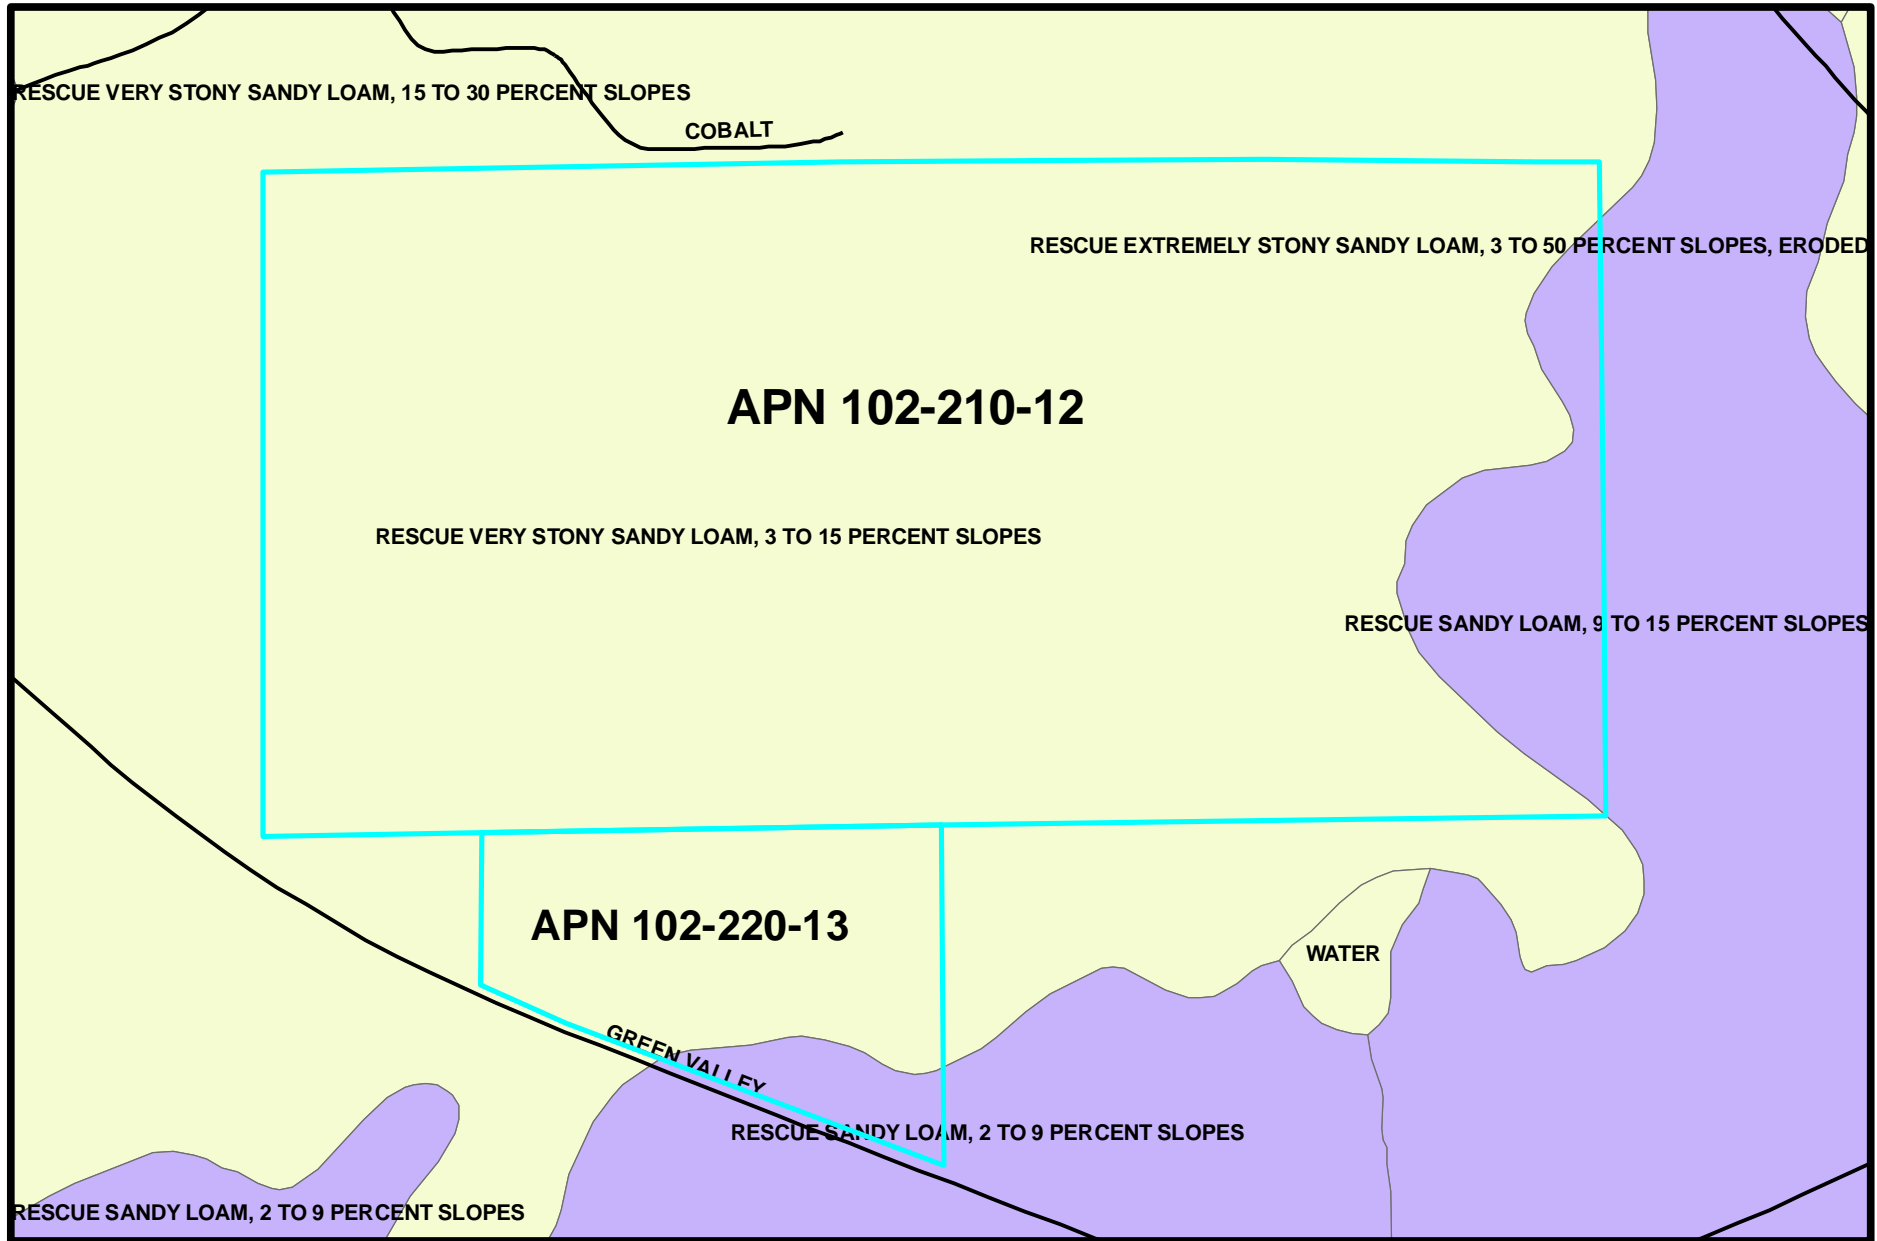 RESCUE VERY STONY SANDY LOAM, 15 TO 30 PERCENT SLOPES
COBALT
RESCUE EXTREMELY STONY SANDY LOAM, 3 TO 50 PERCENT SLOPES, ERODED
APN 102-210-12
RESCUE VERY STONY SANDY LOAM, 3 TO 15 PERCENT SLOPES
RESCUE SANDY LOAM, 9 TO 15 PERCENT SLOPES
APN 102-220-13
WATER
GREEN VALLEY
RESCUE SANDY LOAM, 2 TO 9 PERCENT SLOPES
RESCUE SANDY LOAM, 2 TO 9 PERCENT SLOPES